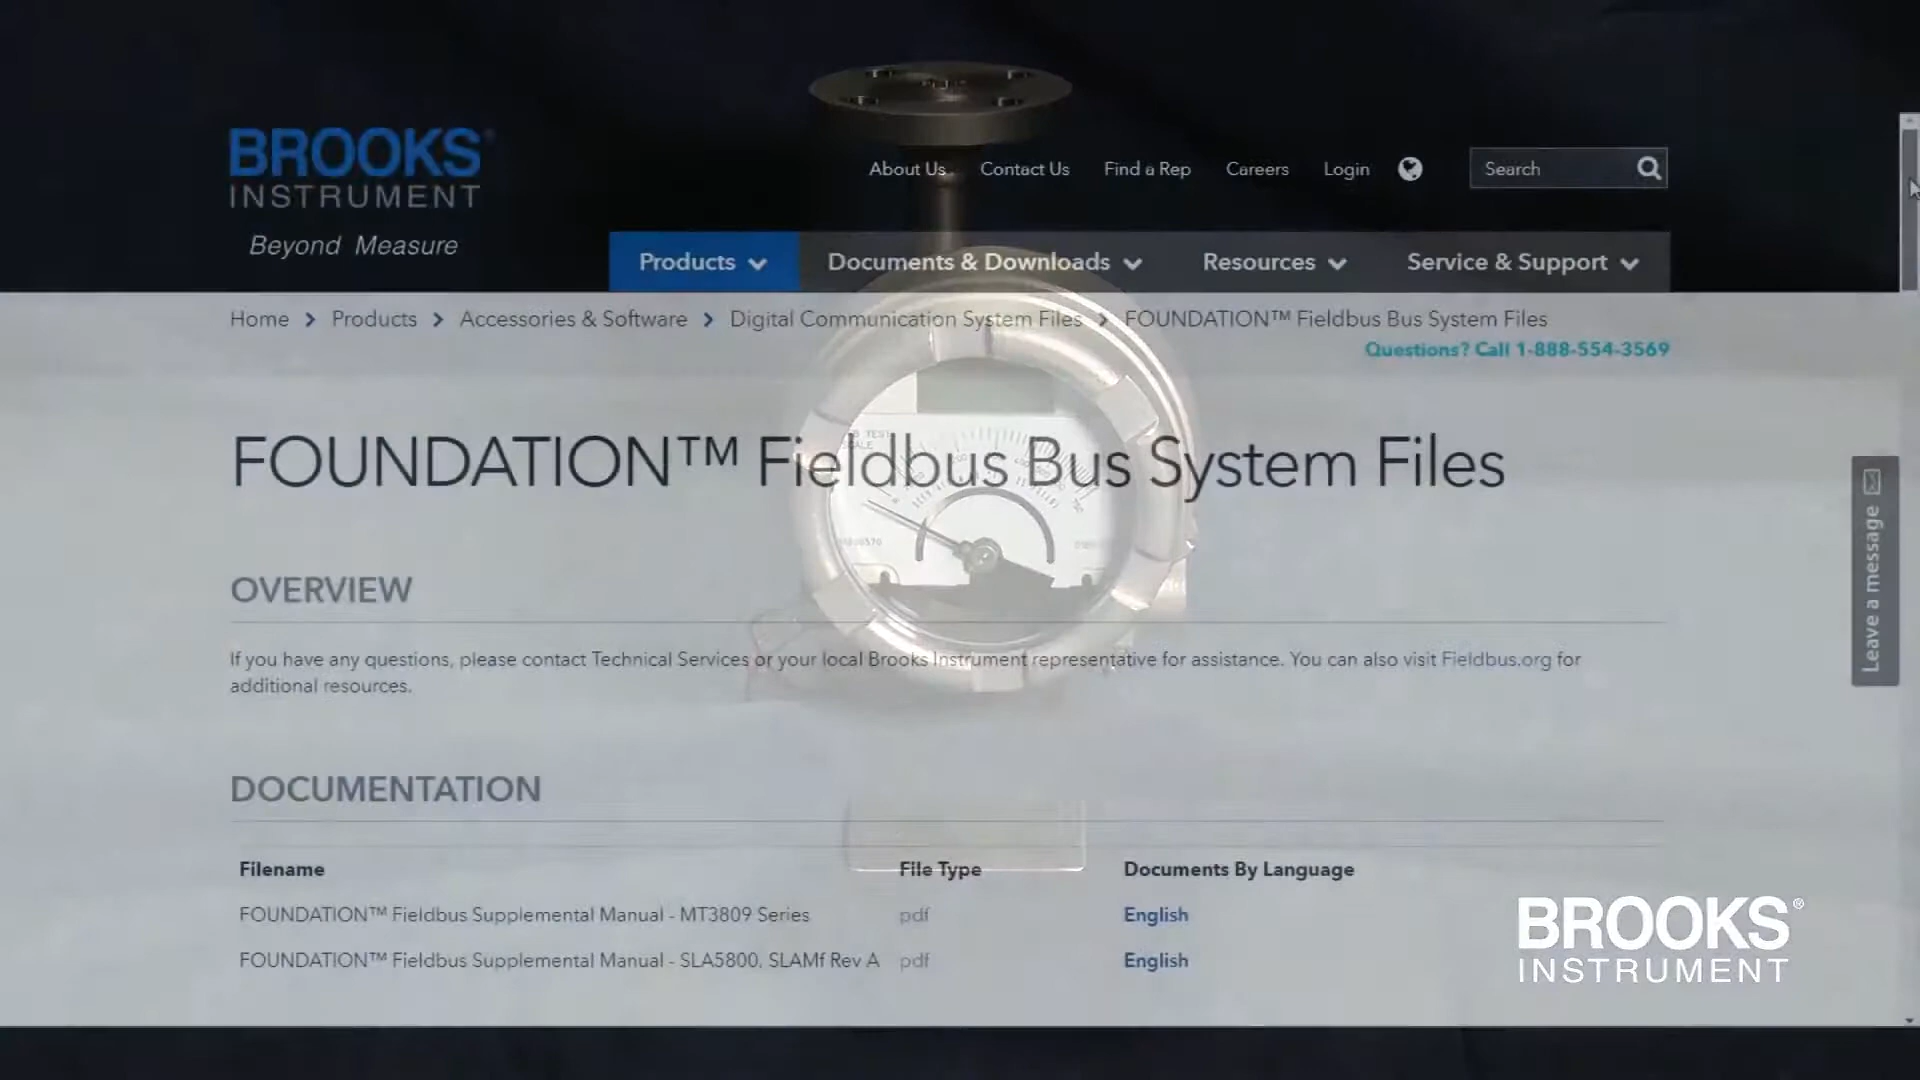 BROOKS®
INSTRUMENT
Beyond Measure
About Us
Contact Us
Find a Rep
Careers
Login
Search
Products
Documents & Downloads
Resources
Service & Support
Home > Products > Accessories & Software > Digital Communication System Files > FOUNDATION™ Fieldbus Bus System Files
Questions? Call 1-888-554-3569
FOUNDATION™ Fieldbus Bus System Files
OVERVIEW
If you have any questions, please contact Technical Services or your local Brooks Instrument representative for assistance. You can also visit Fieldbus.org for
additional resources.
Leave a message
DOCUMENTATION
Filename File Type Documents By Language
FOUNDATION™ Fieldbus Supplemental Manual - MT3809 Series pdf English
FOUNDATION™ Fieldbus Supplemental Manual - SLA5800, SLAMf Rev A pdf English
BROOKS®
INSTRUMENT